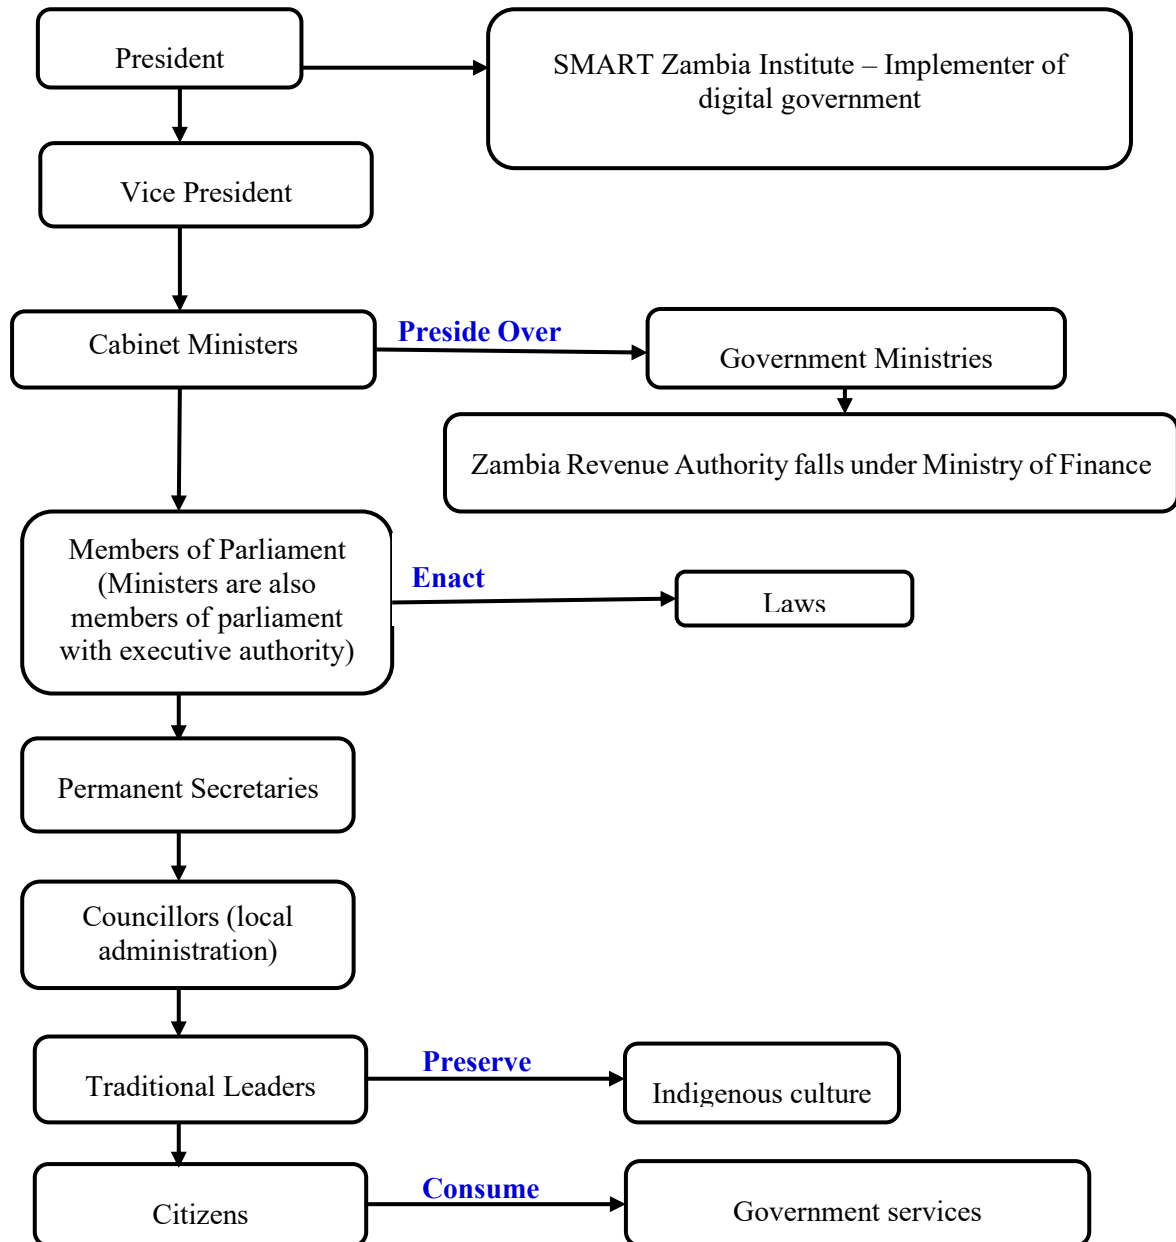 President
SMART Zambia Institute – Implementer of
digital government
Vice President
Cabinet Ministers
Preside Over
Government Ministries
Zambia Revenue Authority falls under Ministry of Finance
Members of Parliament
(Ministers are also
members of parliament
with executive authority)
Enact
Laws
Permanent Secretaries
Councillors (local
administration)
Traditional Leaders
Preserve
Indigenous culture
Citizens
Consume
Government services